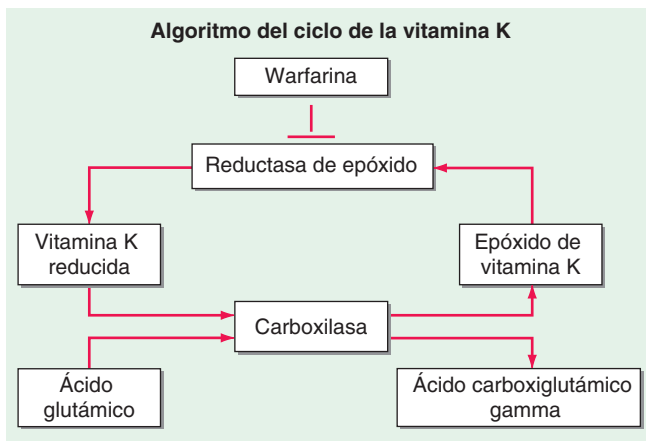 Algoritmo del ciclo de la vitamina K
Warfarina
Reductasa de epóxido
Vitamina K
reducida
Epóxido de
vitamina K
Carboxilasa
Ácido
glutámico
Ácido carboxiglutámico
gamma